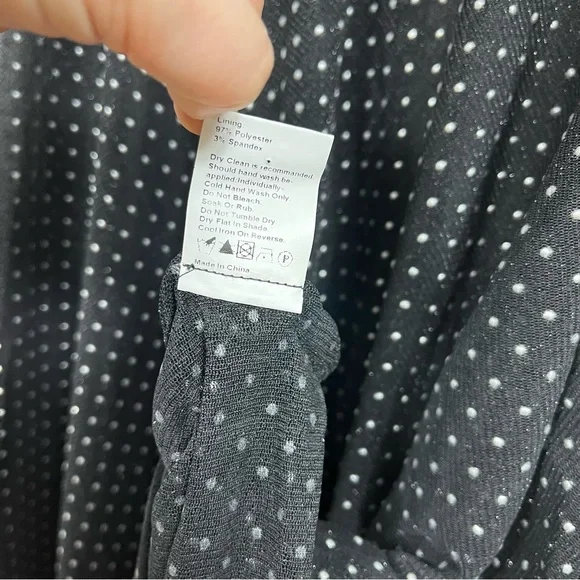 Lining:
97% Polyester
3% Spandex
Dry Clean is recommanded
Should hand wash be-
applied Individually-
Cold Hand Wash Only
Do Not Bleach,
Soak Or Rub.
Do Not Tumble Dry
Dry Flat In Shada.
Cool Iron On Reverse.
P
Made In China